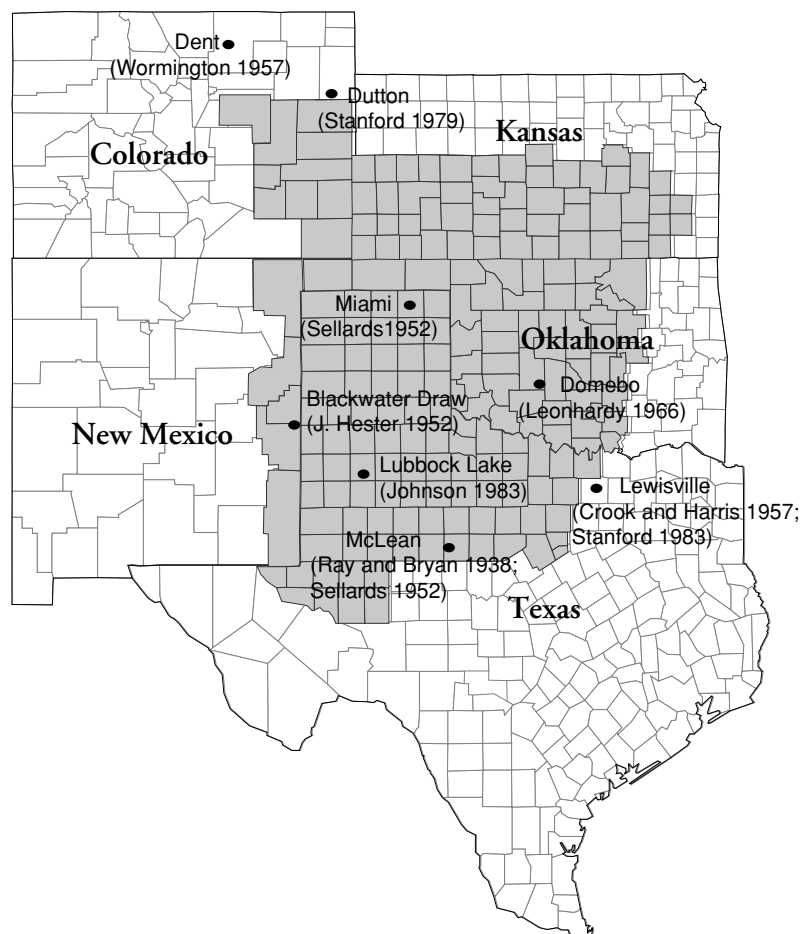 Dent
(Wormington 1957)
Dutton
(Stanford 1979)
Kansas
Colorado
Miami
(Sellards1952)
Oklahoma
Domebo
(Leonhardy 1966)
Blackwater Draw
(J. Hester 1952)
New Mexico
Lubbock Lake
(Johnson 1983)
Lewisville
(Crook and Harris 1957;
Stanford 1983)
McLean
(Ray and Bryan 1938;
Sellards 1952)
Texas